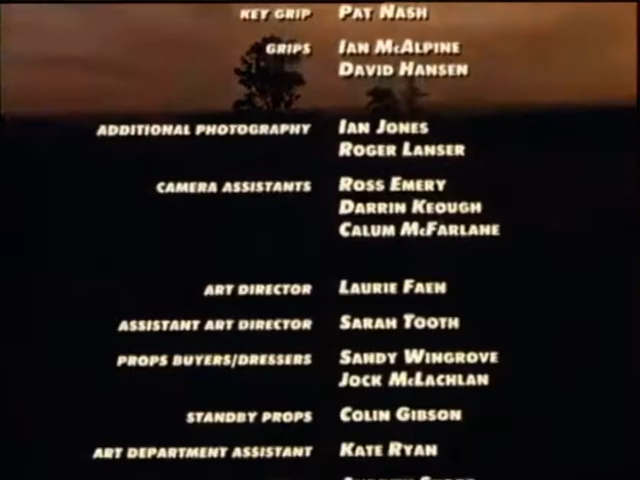 KEY GRIP PAT NASH
GRIPS IAN MCALPINE
DAVID HANSEN
ADDITIONAL PHOTOGRAPHY IAN JONES
ROGER LANSER
CAMERA ASSISTANTS ROSS EMERY
DARRIN KEOUGH
CALUM MCFARLANE
ART DIRECTOR LAURIE FAEN
ASSISTANT ART DIRECTOR SARAH TOOTH
PROPS BUYERS/DRESSERS SANDY WINGROVE
JOCK MCLACHLAN
STANDBY PROPS COLIN GIBSON
ART DEPARTMENT ASSISTANT KATE RYAN